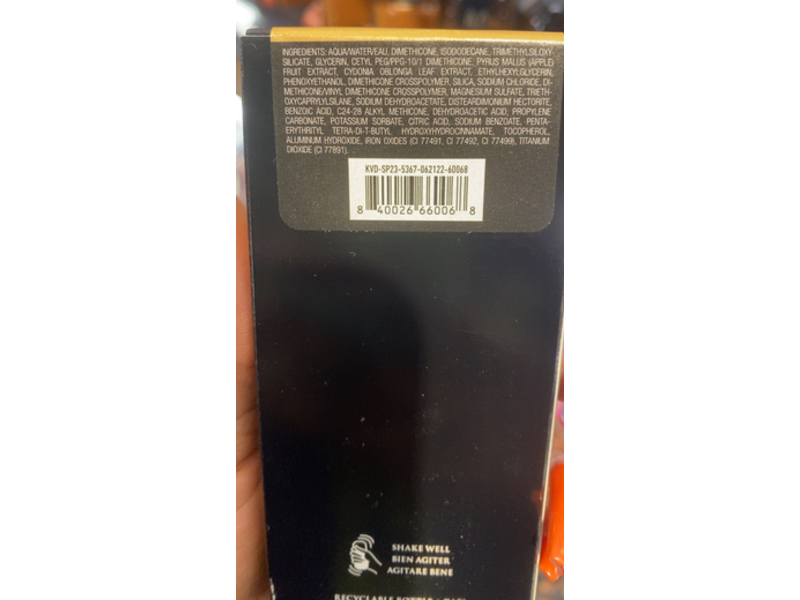 INGREDIENTS: AQUA/WATER/EAU, DIMETHICONE, ISODODECANE, TRIMETHYLSILOXY-
SILICATE, GLYCERIN, CETYL PEG/PPG-10/1 DIMETHICONE, PYRUS MALUS (APPLE)
FRUIT EXTRACT, CYDONIA OBLONGA LEAF EXTRACT, ETHYLHEXYLGLYCERIN,
PHENOXYETHANOL, DIMETHICONE CROSSPOLYMER, SILICA, SODIUM CHLORIDE, DI-
METHICONE/VINYL DIMETHICONE CROSSPOLYMER, MAGNESIUM SULFATE, TRIETH-
OXYCAPRYLYLSILANE, SODIUM DEHYDROACETATE, DISTEARDIMONIUM HECTORITE,
BENZOIC ACID, C24-28 ALKYL METHICONE, DEHYDROACETIC ACID, PROPYLENE
CARBONATE, POTASSIUM SORBATE, CITRIC ACID, SODIUM BENZOATE, PENTA-
ERYTHRITYL TETRA-DI-T-BUTYL HYDROXYHYDROCINNAMATE, TOCOPHEROL,
ALUMINUM HYDROXIDE, IRON OXIDES (CI 77491, CI 77492, CI 77499), TITANIUM
DIOXIDE (CI 77891).
KVD-SP23-5367-062122-60068
8 40026 66006 8
SHAKE WELL
BIEN AGITER
AGITARE BENE
RECYCLABLE BOTTLE